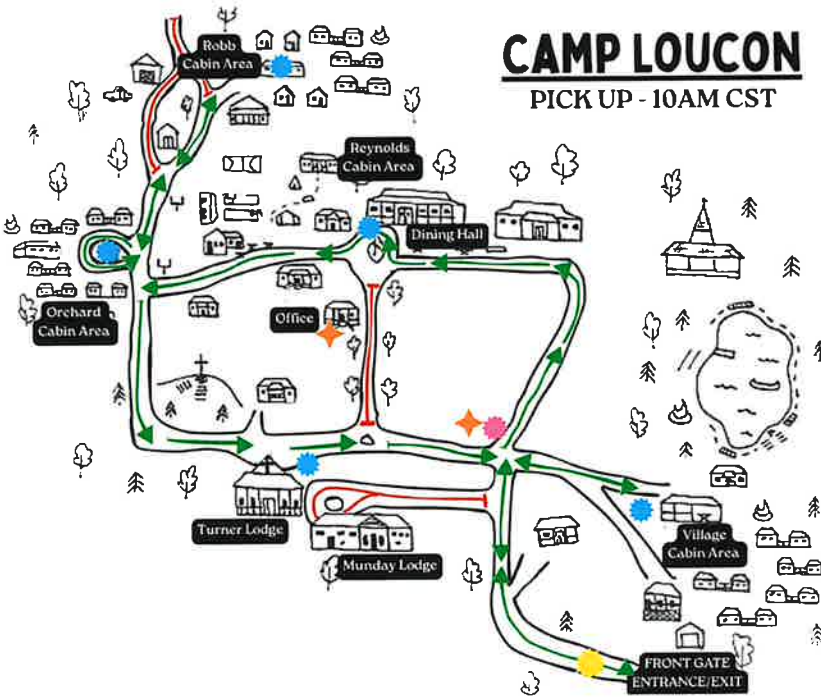 CAMP LOUCON
PICK UP - 10AM CST
Robb
Cabin Area
Reynolds
Cabin Area
Dining Hall
Orchard
Cabin Area
Office
Turner Lodge
Munday Lodge
Village
Cabin Area
FRONT GATE
ENTRANCE/EXIT